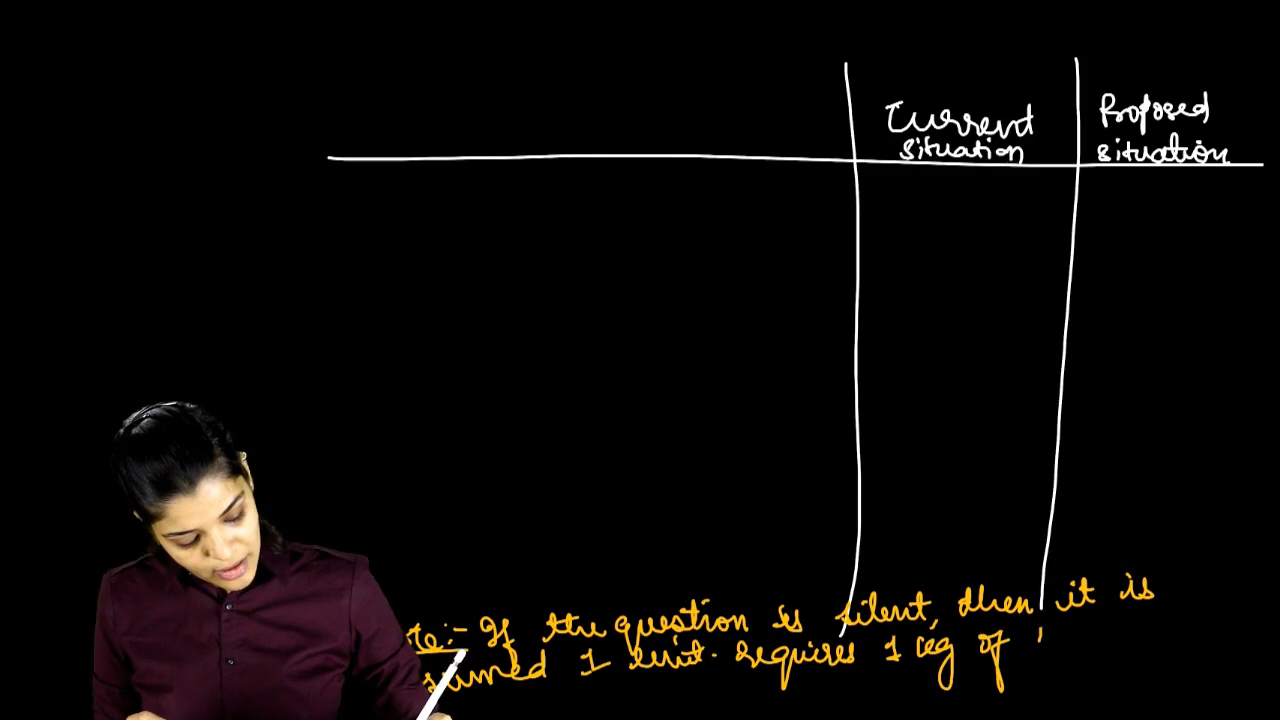 Current
situation
Proposed
situation
te:- If the question is silent, then it is
sumed 1 unit requires 1 kg of